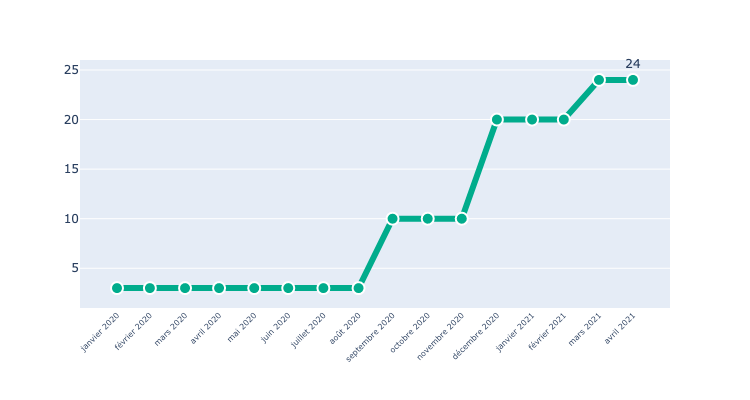 24
25
20
15
10
5
janvier 2020
février 2020
mars 2020
avril 2020
mai 2020
juin 2020
juillet 2020
août 2020
septembre 2020
octobre 2020
novembre 2020
décembre 2020
janvier 2021
février 2021
mars 2021
avril 2021